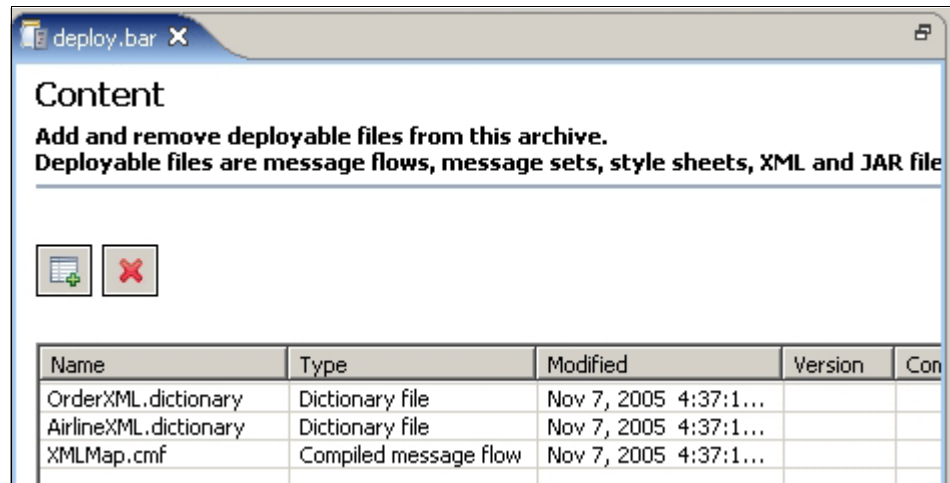 deploy.bar
Content
Add and remove deployable files from this archive.
Deployable files are message flows, message sets, style sheets, XML and JAR file
Name Type Modified Version Con
OrderXML.dictionary Dictionary file Nov 7, 2005 4:37:1...
AirlineXML.dictionary Dictionary file Nov 7, 2005 4:37:1...
XMLMap.cmf Compiled message flow Nov 7, 2005 4:37:1...